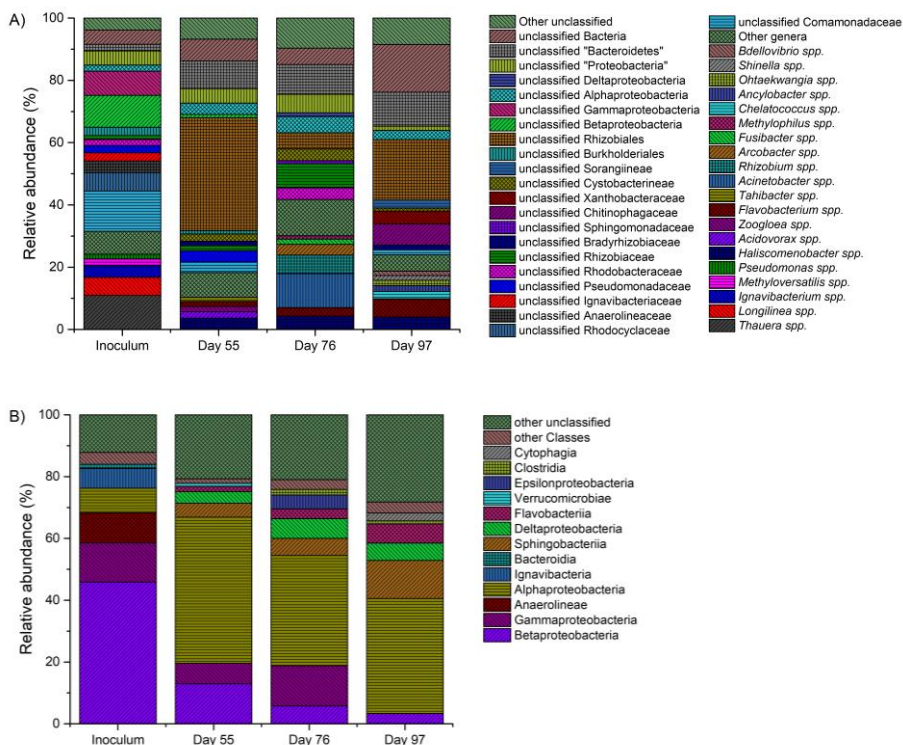 A)
Relative abundance (%)
100
80
60
40
20
0
Inoculum
Day 55
Day 76
Day 97
Other unclassified
unclassified Bacteria
unclassified "Bacteroidetes"
unclassified "Proteobacteria"
unclassified Deltaproteobacteria
unclassified Alphaproteobacteria
unclassified Gammaproteobacteria
unclassified Betaproteobacteria
unclassified Rhizobiales
unclassified Burkholderiales
unclassified Sorangiineae
unclassified Cystobacterineae
unclassified Xanthobacteraceae
unclassified Chitinophagaceae
unclassified Sphingomonadaceae
unclassified Bradyrhizobiaceae
unclassified Rhizobiaceae
unclassified Rhodobacteraceae
unclassified Pseudomonadaceae
unclassified Ignavibacteriaceae
unclassified Anaerolineaceae
unclassified Rhodocyclaceae
unclassified Comamonadaceae
Other genera
Bdellovibrio spp.
Shinella spp.
Ohtaekwangia spp.
Ancylobacter spp.
Chelatococcus spp.
Methylophilus spp.
Fusibacter spp.
Arcobacter spp.
Rhizobium spp.
Acinetobacter spp.
Tahibacter spp.
Flavobacterium spp.
Zoogloea spp.
Acidovorax spp.
Haliscomenobacter spp.
Pseudomonas spp.
Methyloversatilis spp.
Ignavibacterium spp.
Longilinea spp.
Thauera spp.
B)
Relative abundance (%)
100
80
60
40
20
0
Inoculum
Day 55
Day 76
Day 97
other unclassified
other Classes
Cytophagia
Clostridia
Epsilonproteobacteria
Verrucomicrobiae
Flavobacteriia
Deltaproteobacteria
Sphingobacteriia
Bacteroidia
Ignavibacteria
Alphaproteobacteria
Anaerolineae
Gammaproteobacteria
Betaproteobacteria